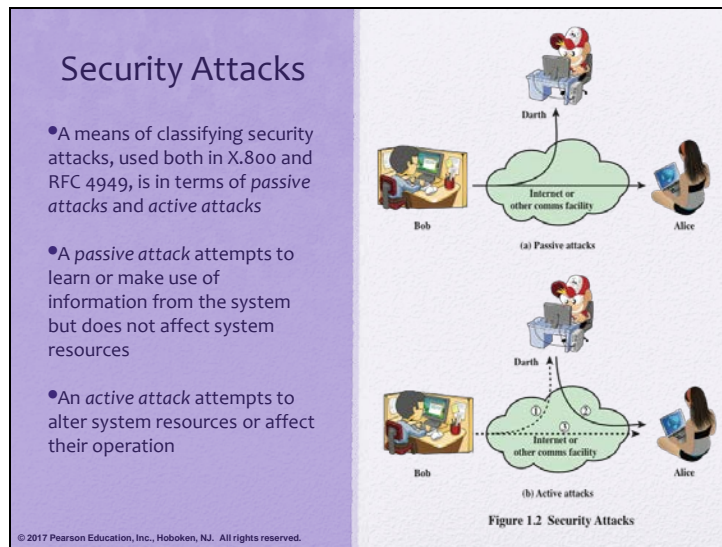 Security Attacks
•A means of classifying security
attacks, used both in X.800 and
RFC 4949, is in terms of passive
attacks and active attacks
•A passive attack attempts to
learn or make use of
information from the system
but does not affect system
resources
•An active attack attempts to
alter system resources or affect
their operation
© 2017 Pearson Education, Inc., Hoboken, NJ. All rights reserved.
Darth
Internet or
other comms facility
Bob
Alice
(a) Passive attacks
Darth
1
2
3
Internet or
other comms facility
Bob
Alice
(b) Active attacks
Figure 1.2 Security Attacks